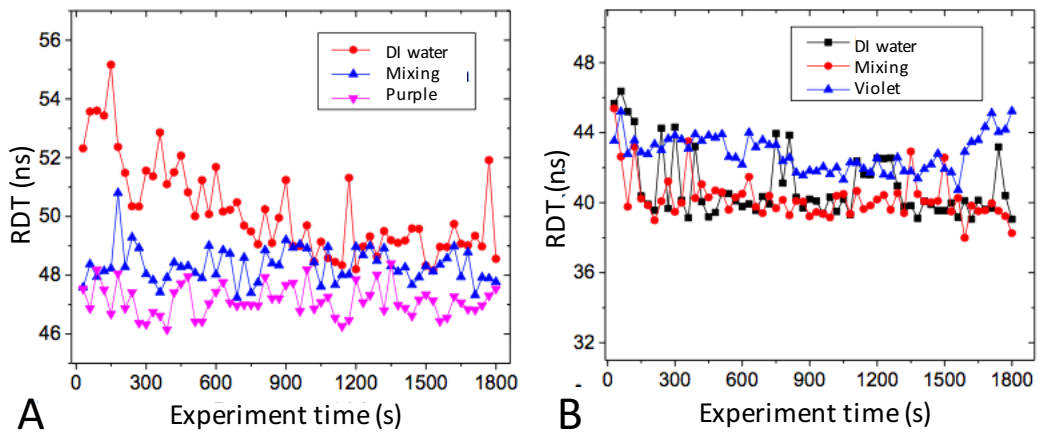 56
54
52
50
48
46
RDT (ns)
DI water
Mixing
Purple
0 300 600 900 1200 1500 1800
A
Experiment time (s)
48
44
40
36
32
RDT (ns)
DI water
Mixing
Violet
0 300 600 900 1200 1500 1800
B
Experiment time (s)